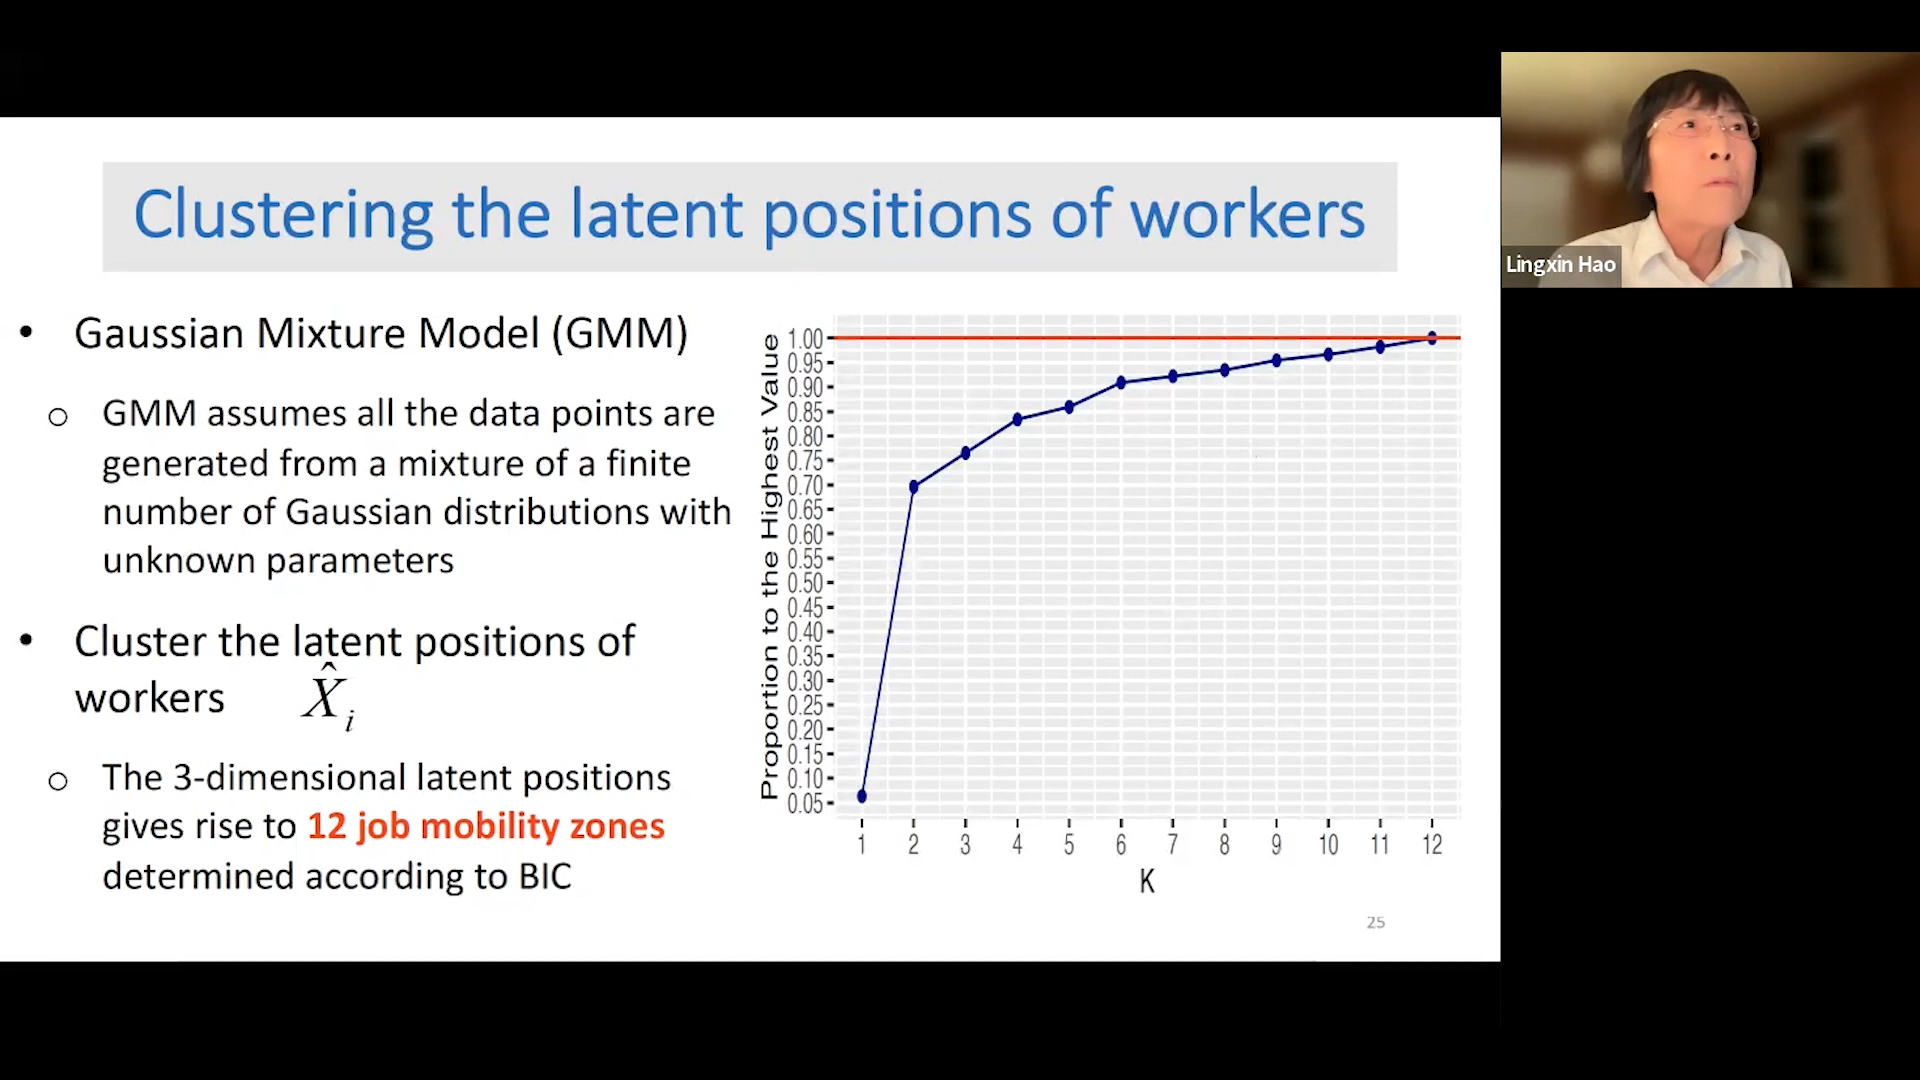 Clustering the latent positions of workers
• Gaussian Mixture Model (GMM)
o GMM assumes all the data points are
generated from a mixture of a finite
number of Gaussian distributions with
unknown parameters
• Cluster the latent positions of
workers X̂i
o The 3-dimensional latent positions
gives rise to 12 job mobility zones
determined according to BIC
Proportion to the Highest Value
1.00
0.95
0.90
0.85
0.80
0.75
0.70
0.65
0.60
0.55
0.50
0.45
0.40
0.35
0.30
0.25
0.20
0.15
0.10
0.05
1 2 3 4 5 6 7 8 9 10 11 12
K
25
Lingxin Hao